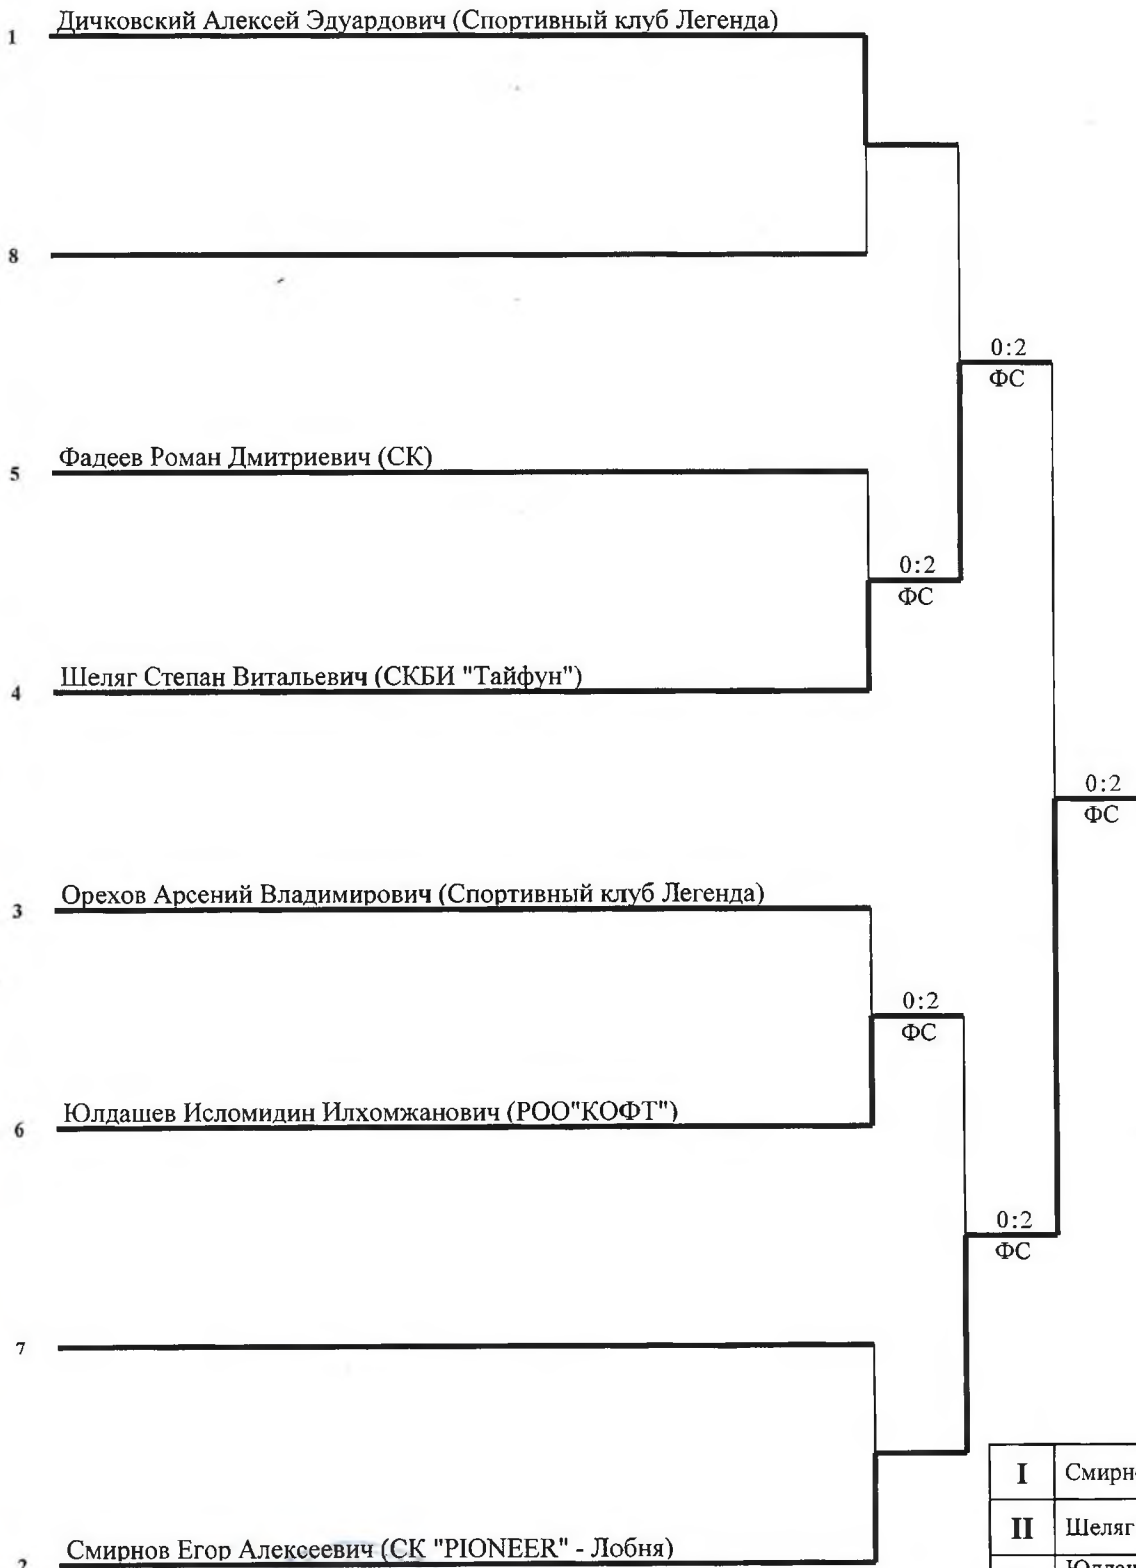 1 Дичковский Алексей Эдуардович (Спортивный клуб Легенда)
8
0:2
ФС
5 Фадеев Роман Дмитриевич (СК)
0:2
ФС
4 Шеляг Степан Витальевич (СКБИ "Тайфун")
0:2
ФС
3 Орехов Арсений Владимирович (Спортивный клуб Легенда)
0:2
ФС
6 Юлдашев Исломидин Илхомжанович (РОО"КОФТ")
0:2
ФС
7
I Смирн
II Шеляг
2 Смирнов Егор Алексеевич (СК "PIONEER" - Лобня)